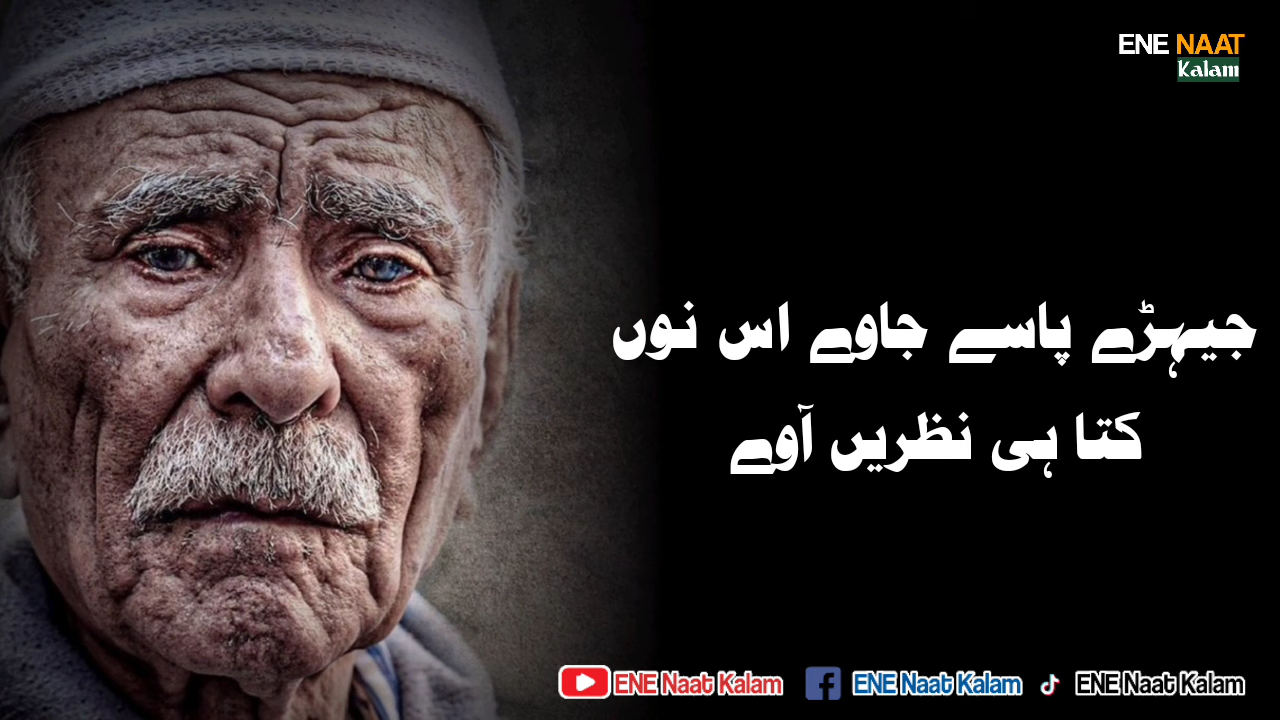 ENE NAAT
Kalam
جیہڑے پاسے جاوے اس نوں
کتا ہی نظریں آوے
ENE Naat Kalam ENE Naat Kalam ENE Naat Kalam